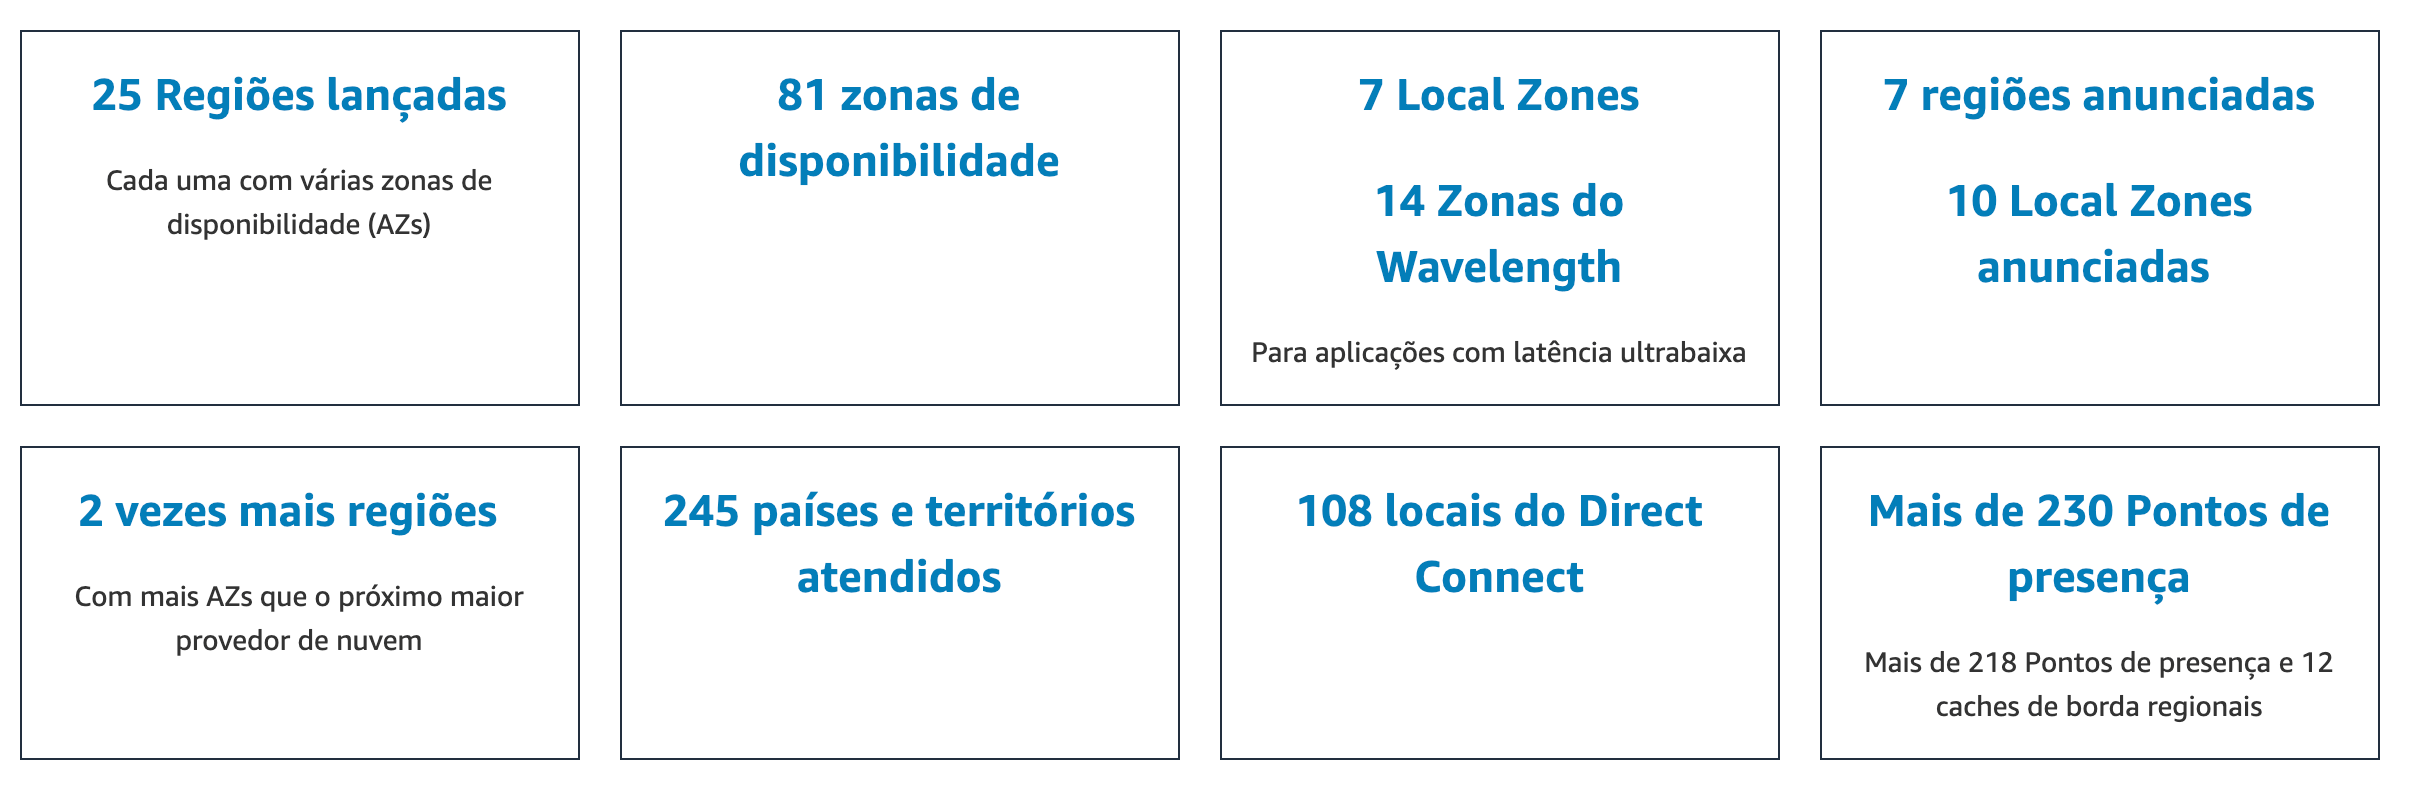 25 Regiões lançadas
Cada uma com várias zonas de
disponibilidade (AZs)
81 zonas de
disponibilidade
7 Local Zones
14 Zonas do
Wavelength
Para aplicações com latência ultrabaixa
7 regiões anunciadas
10 Local Zones
anunciadas
2 vezes mais regiões
Com mais AZs que o próximo maior
provedor de nuvem
245 países e territórios
atendidos
108 locais do Direct
Connect
Mais de 230 Pontos de
presença
Mais de 218 Pontos de presença e 12
caches de borda regionais